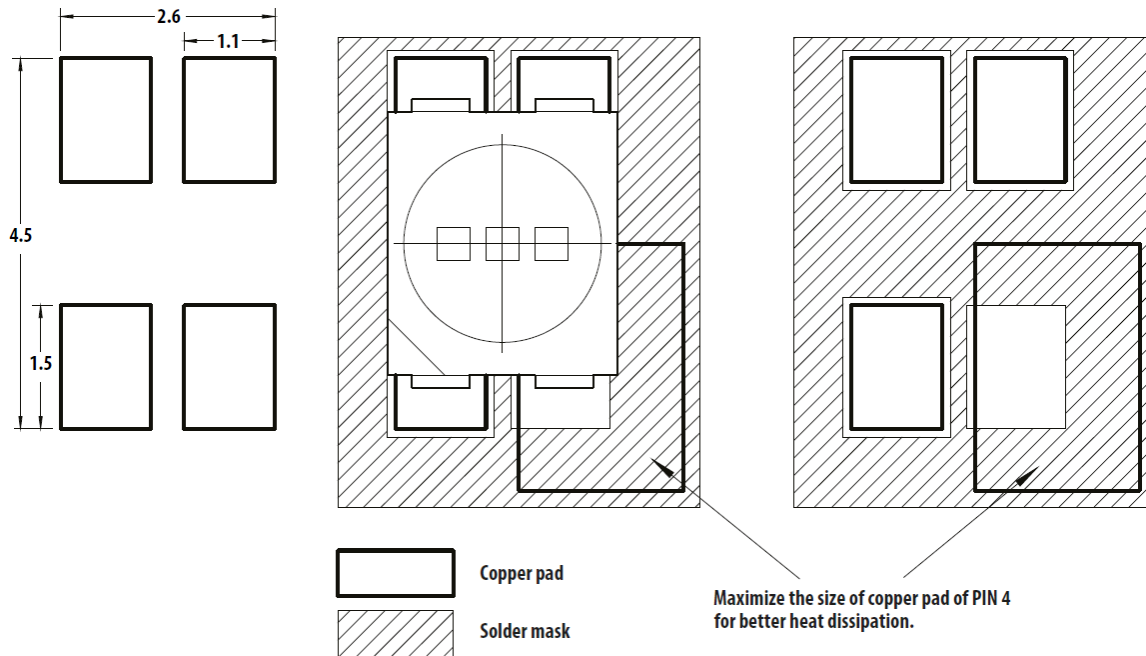 2.6
1.1
4.5
1.5
Copper pad
Solder mask
Maximize the size of copper pad of PIN 4
for better heat dissipation.